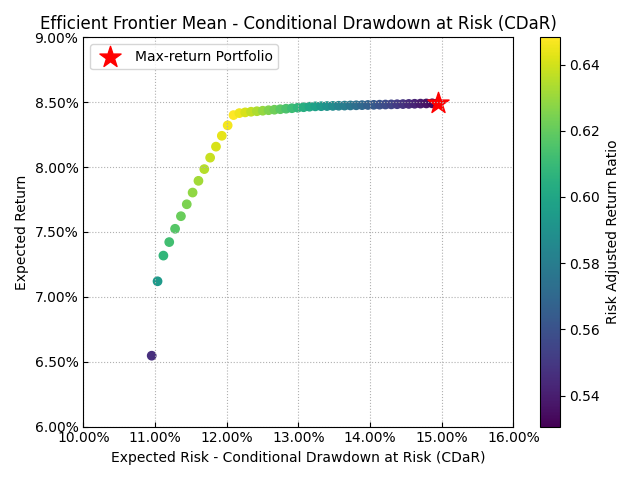 Efficient Frontier Mean - Conditional Drawdown at Risk (CDaR)
Max-return Portfolio
9.00%
8.50%
8.00%
7.50%
7.00%
6.50%
6.00%
Expected Return
10.00% 11.00% 12.00% 13.00% 14.00% 15.00% 16.00%
Expected Risk - Conditional Drawdown at Risk (CDaR)
0.64
0.62
0.60
0.58
0.56
0.54
Risk Adjusted Return Ratio